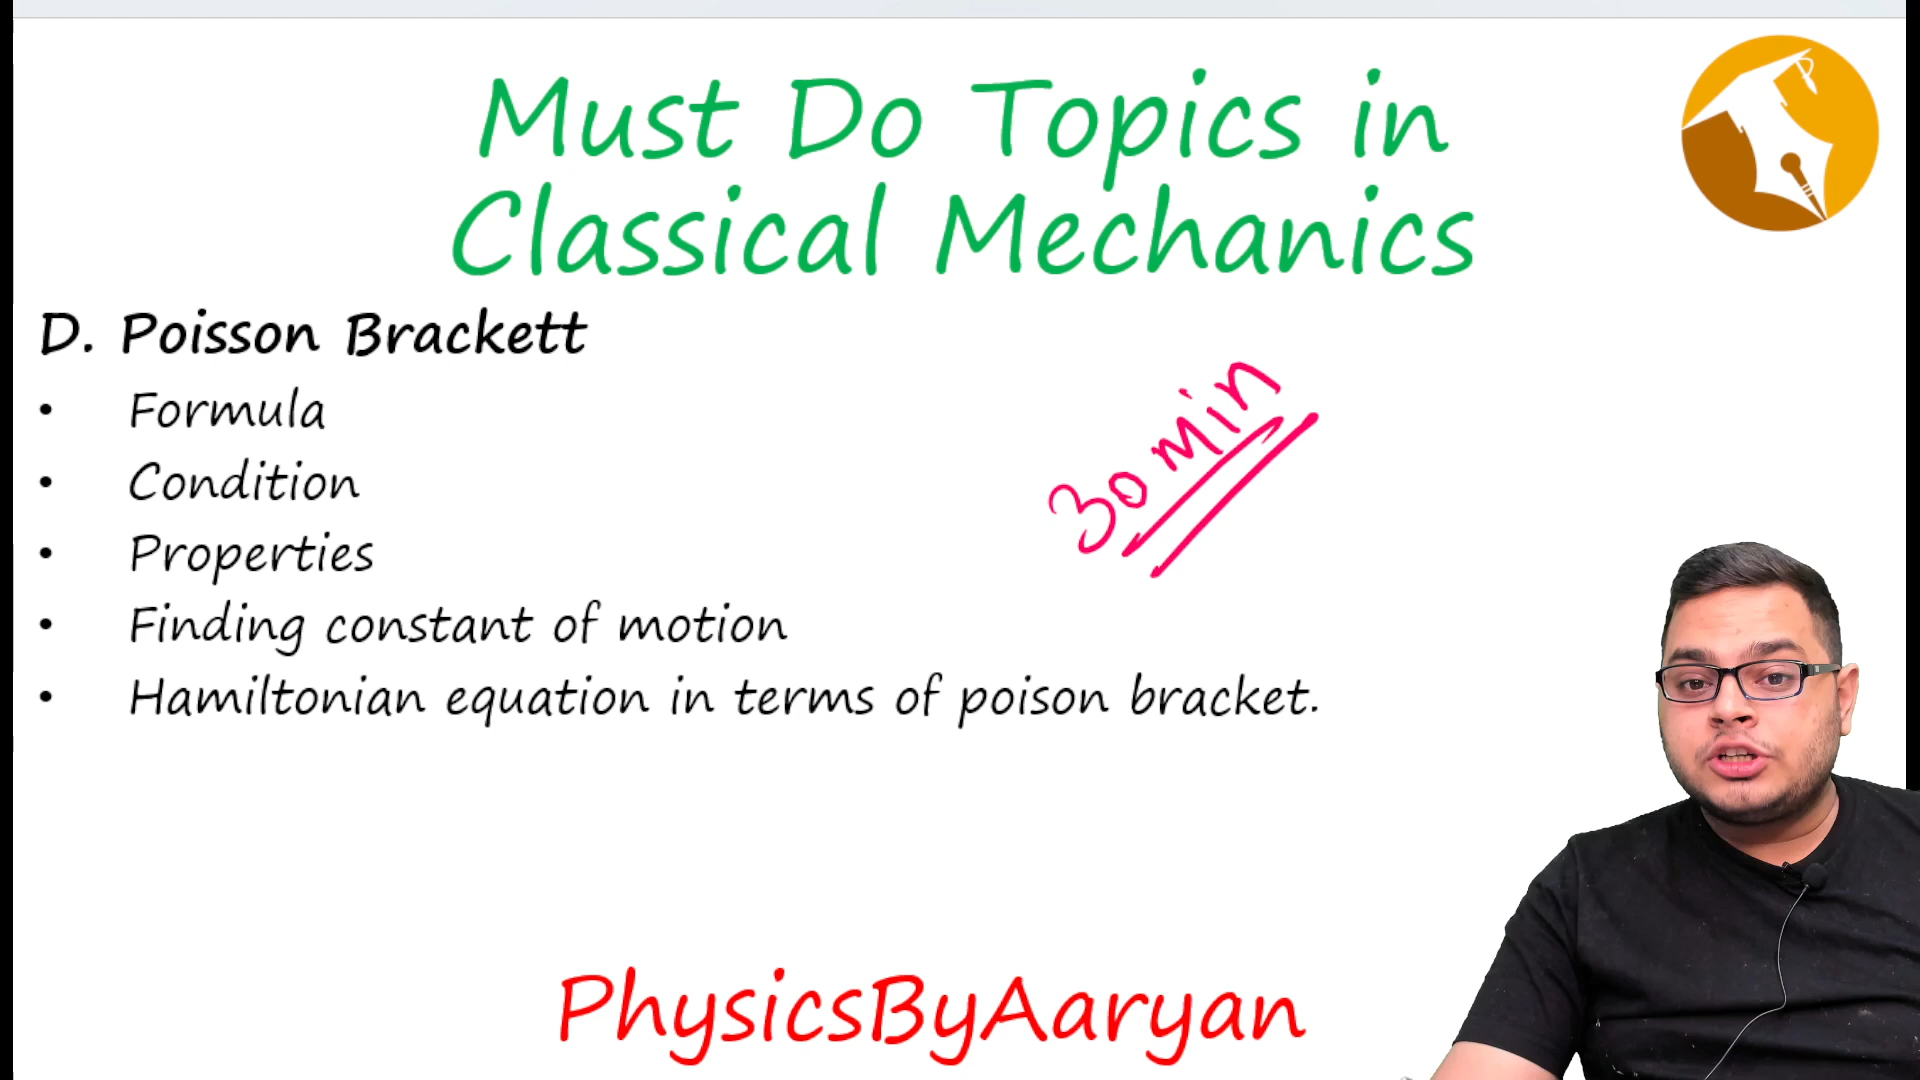 Must Do Topics in
Classical Mechanics
D. Poisson Brackett
• Formula
• Condition
• Properties
• Finding constant of motion
• Hamiltonian equation in terms of poison bracket.
30 min
PhysicsByAaryan